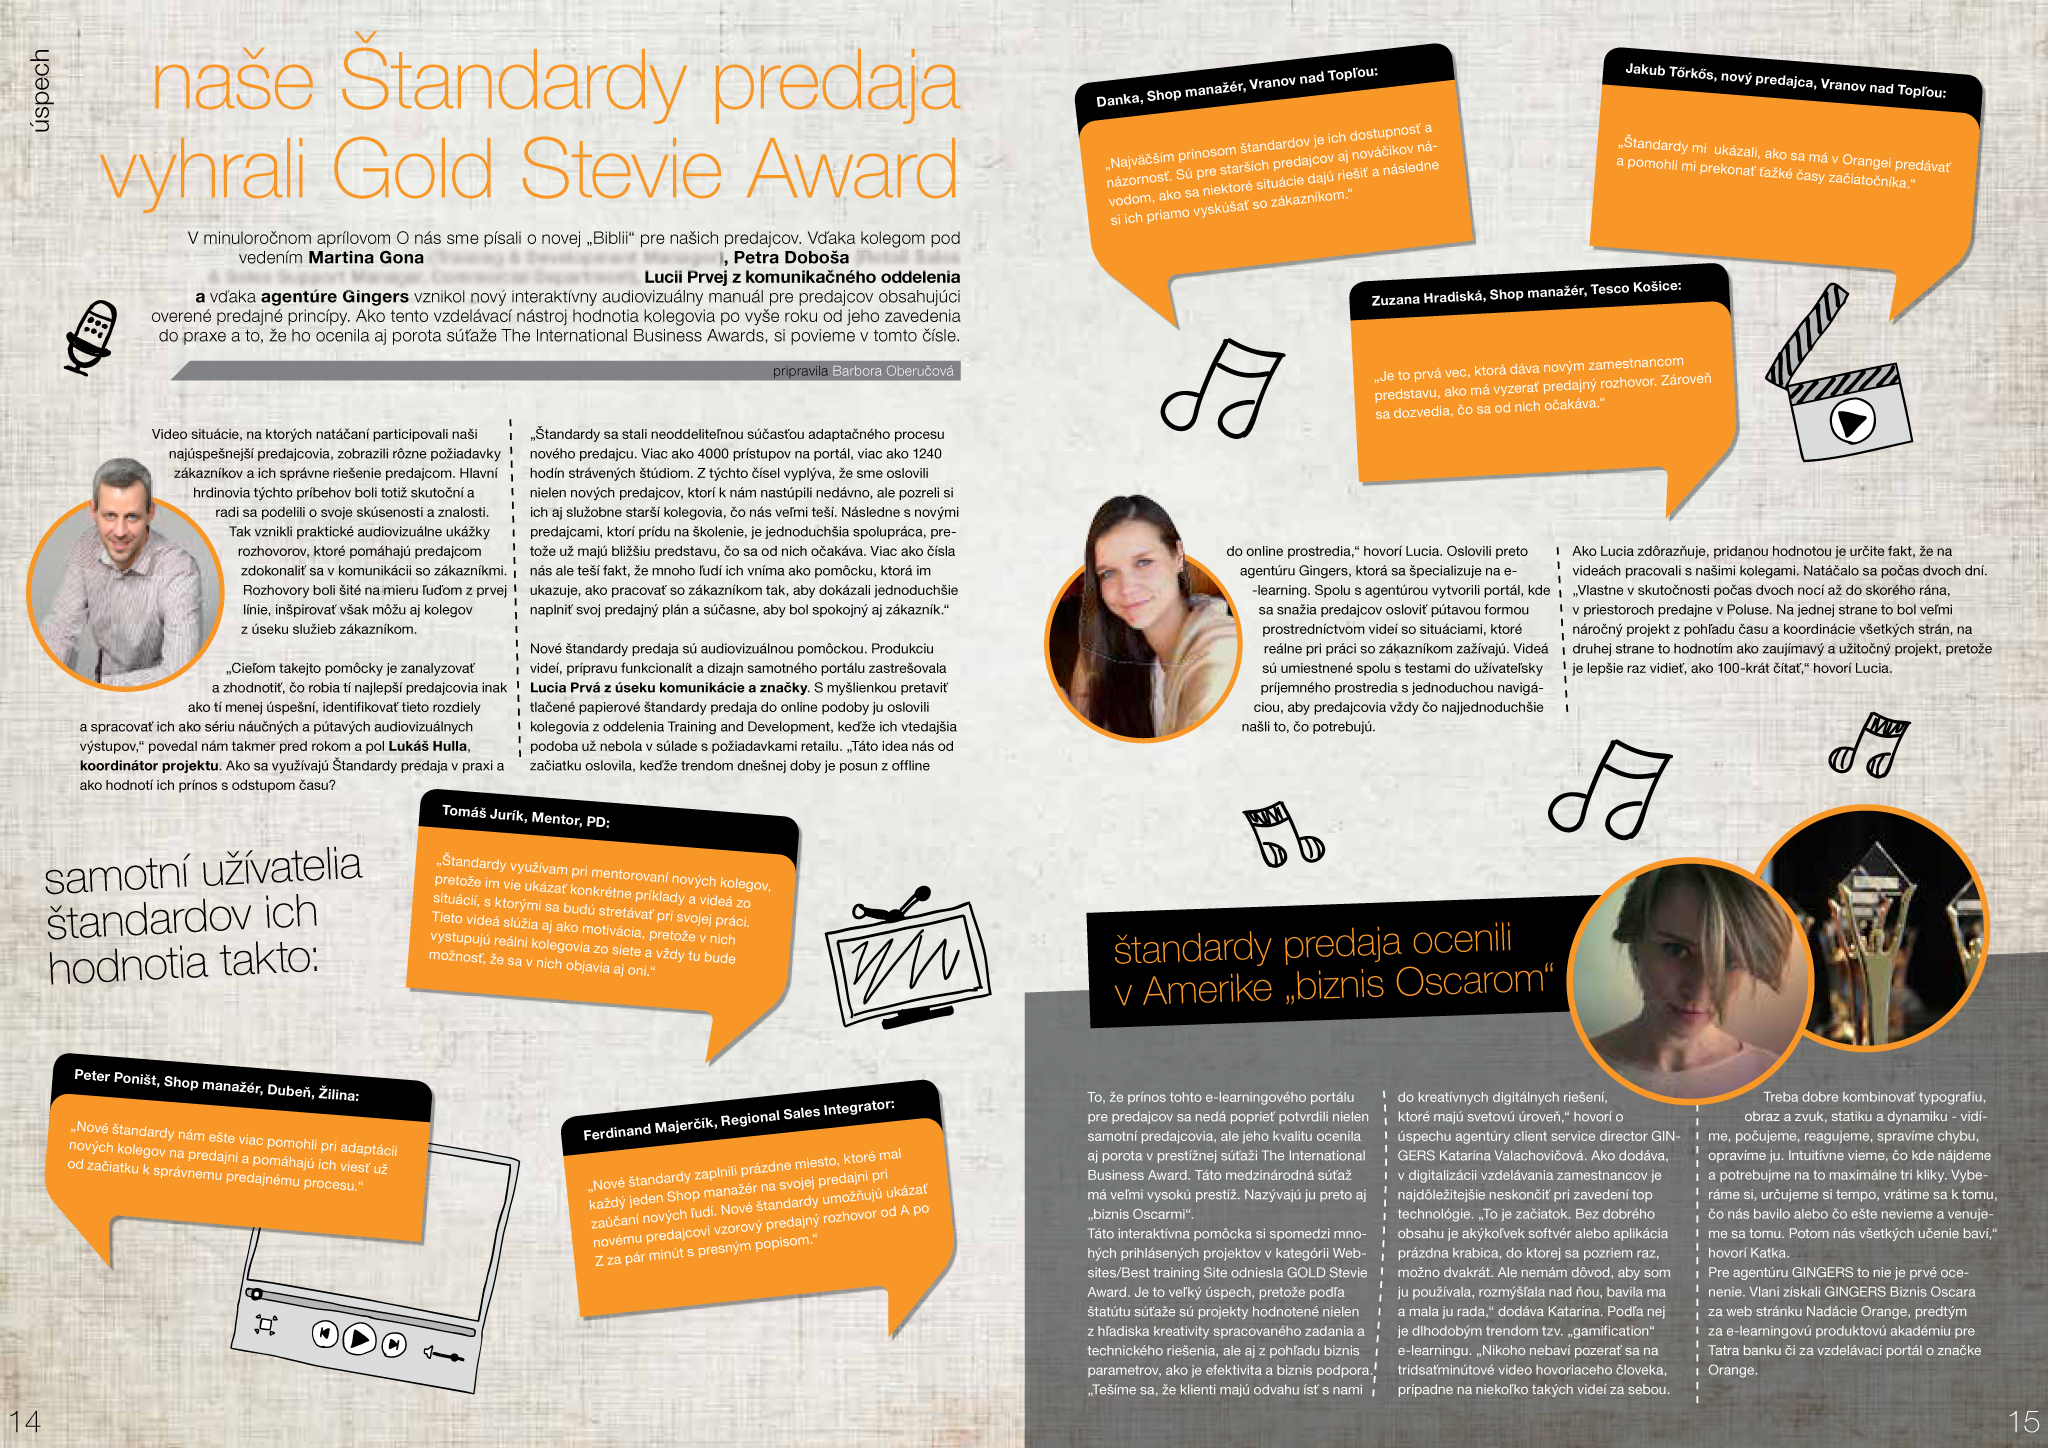 úspech
naše Štandardy predaja
vyhrali Gold Stevie Award
V minuloročnom aprílovom O nás sme písali o novej „Biblii“ pre našich predajcov. Vďaka kolegom pod
vedením Martina Gona , Petra Doboša
Lucii Prvej z komunikačného oddelenia
a vďaka agentúre Gingers vznikol nový interaktívny audiovizuálny manuál pre predajcov obsahujúci
overené predajné princípy. Ako tento vzdelávací nástroj hodnotia kolegovia po vyše roku od jeho zavedenia
do praxe a to, že ho ocenila aj porota súťaže The International Business Awards, si povieme v tomto čísle.
pripravila Barbora Oberučová
Video situácie, na ktorých natáčaní participovali naši
najúspešnejší predajcovia, zobrazili rôzne požiadavky
zákazníkov a ich správne riešenie predajcom. Hlavní
hrdinovia týchto príbehov boli totiž skutoční a
radi sa podelili o svoje skúsenosti a znalosti.
Tak vznikli praktické audiovizuálne ukážky
rozhovorov, ktoré pomáhajú predajcom
zdokonaliť sa v komunikácii so zákazníkmi.
Rozhovory boli šité na mieru ľuďom z prvej
línie, inšpirovať však môžu aj kolegov
z úseku služieb zákazníkom.
„Cieľom takejto pomôcky je zanalyzovať
a zhodnotiť, čo robia tí najlepší predajcovia inak
ako tí menej úspešní, identifikovať tieto rozdiely
a spracovať ich ako sériu náučných a pútavých audiovizuálnych
výstupov,“ povedal nám takmer pred rokom a pol Lukáš Hulla,
koordinátor projektu. Ako sa využívajú Štandardy predaja v praxi a
ako hodnotí ich prínos s odstupom času?
„Štandardy sa stali neoddeliteľnou súčasťou adaptačného procesu
nového predajcu. Viac ako 4000 prístupov na portál, viac ako 1240
hodín strávených štúdiom. Z týchto čísel vyplýva, že sme oslovili
nielen nových predajcov, ktorí k nám nastúpili nedávno, ale pozreli si
ich aj služobne starší kolegovia, čo nás veľmi teší. Následne s novými
predajcami, ktorí prídu na školenie, je jednoduchšia spolupráca, pre-
tože už majú bližšiu predstavu, čo sa od nich očakáva. Viac ako čísla
nás ale teší fakt, že mnoho ľudí ich vníma ako pomôcku, ktorá im
ukazuje, ako pracovať so zákazníkom tak, aby dokázali jednoduchšie
naplniť svoj predajný plán a súčasne, aby bol spokojný aj zákazník.“
Nové štandardy predaja sú audiovizuálnou pomôckou. Produkciu
videí, prípravu funkcionalít a dizajn samotného portálu zastrešovala
Lucia Prvá z úseku komunikácie a značky. S myšlienkou pretaviť
tlačené papierové štandardy predaja do online podoby ju oslovili
kolegovia z oddelenia Training and Development, keďže ich vtedajšia
podoba už nebola v súlade s požiadavkami retailu. „Táto idea nás od
začiatku oslovila, keďže trendom dnešnej doby je posun z offline
samotní užívatelia
štandardov ich
hodnotia takto:
Tomáš Jurík, Mentor, PD:
„Štandardy využívam pri mentorovaní nových kolegov,
pretože im vie ukázať konkrétne príklady a videá zo
situácií, s ktorými sa budú stretávať pri svojej práci.
Tieto videá slúžia aj ako motivácia, pretože v nich
vystupujú reálni kolegovia zo siete a vždy tu bude
možnosť, že sa v nich objavia aj oni.“
Peter Poništ, Shop manažér, Dubeň, Žilina:
„Nové štandardy nám ešte viac pomohli pri adaptácii
nových kolegov na predajni a pomáhajú ich viesť už
od začiatku k správnemu predajnému procesu.“
Ferdinand Majerčík, Regional Sales Integrator:
„Nové štandardy zaplnili prázdne miesto, ktoré mal
každý jeden Shop manažér na svojej predajni pri
zaúčaní nových ľudí. Nové štandardy umožňujú ukázať
novému predajcovi vzorový predajný rozhovor od A po
Z za pár minút s presným popisom.“
14
Danka, Shop manažér, Vranov nad Topľou:
„Najväčším prínosom štandardov je ich dostupnosť a
názornosť. Sú pre starších predajcov aj nováčikov ná-
vodom, ako sa niektoré situácie dajú riešiť a následne
si ich priamo vyskúšať so zákazníkom.“
Jakub Tőrkős, nový predajca, Vranov nad Topľou:
„Štandardy mi ukázali, ako sa má v Orangei predávať
a pomohli mi prekonať ťažké časy začiatočníka.“
Zuzana Hradiská, Shop manažér, Tesco Košice:
„Je to prvá vec, ktorá dáva novým zamestnancom
predstavu, ako má vyzerať predajný rozhovor. Zároveň
sa dozvedia, čo sa od nich očakáva.“
do online prostredia,“ hovorí Lucia. Oslovili preto
agentúru Gingers, ktorá sa špecializuje na e-
-learning. Spolu s agentúrou vytvorili portál, kde
sa snažia predajcov osloviť pútavou formou
prostredníctvom videí so situáciami, ktoré
reálne pri práci so zákazníkom zažívajú. Videá
sú umiestnené spolu s testami do užívateľsky
príjemného prostredia s jednoduchou navigá-
ciou, aby predajcovia vždy čo najjednoduchšie
našli to, čo potrebujú.
Ako Lucia zdôrazňuje, pridanou hodnotou je určite fakt, že na
videách pracovali s našimi kolegami. Natáčalo sa počas dvoch dní.
„Vlastne v skutočnosti počas dvoch nocí až do skorého rána,
v priestoroch predajne v Poluse. Na jednej strane to bol veľmi
náročný projekt z pohľadu času a koordinácie všetkých strán, na
druhej strane to hodnotím ako zaujímavý a užitočný projekt, pretože
je lepšie raz vidieť, ako 100-krát čítať,“ hovorí Lucia.
štandardy predaja ocenili
v Amerike „biznis Oscarom“
To, že prínos tohto e-learningového portálu
pre predajcov sa nedá poprieť potvrdili nielen
samotní predajcovia, ale jeho kvalitu ocenila
aj porota v prestížnej súťaži The International
Business Award. Táto medzinárodná súťaž
má veľmi vysokú prestíž. Nazývajú ju preto aj
„biznis Oscarmi“.
Táto interaktívna pomôcka si spomedzi mno-
hých prihlásených projektov v kategórii Web-
sites/Best training Site odniesla GOLD Stevie
Award. Je to veľký úspech, pretože podľa
štatútu súťaže sú projekty hodnotené nielen
z hľadiska kreativity spracovaného zadania a
technického riešenia, ale aj z pohľadu biznis
parametrov, ako je efektivita a biznis podpora.
„Tešíme sa, že klienti majú odvahu ísť s nami
do kreatívnych digitálnych riešení,
ktoré majú svetovú úroveň,“ hovorí o
úspechu agentúry client service director GIN-
GERS Katarína Valachovičová. Ako dodáva,
v digitalizácii vzdelávania zamestnancov je
najdôležitejšie neskončiť pri zavedení top
technológie. „To je začiatok. Bez dobrého
obsahu je akýkoľvek softvér alebo aplikácia
prázdna krabica, do ktorej sa pozriem raz,
možno dvakrát. Ale nemám dôvod, aby som
ju používala, rozmýšľala nad ňou, bavila ma
a mala ju rada,“ dodáva Katarína. Podľa nej
je dlhodobým trendom tzv. „gamification“
e-learningu. „Nikoho nebaví pozerať sa na
tridsaťminútové video hovoriaceho človeka,
prípadne na niekoľko takých videí za sebou.
Treba dobre kombinovať typografiu,
obraz a zvuk, statiku a dynamiku - vidí-
me, počujeme, reagujeme, spravíme chybu,
opravíme ju. Intuitívne vieme, čo kde nájdeme
a potrebujme na to maximálne tri kliky. Vybe-
ráme si, určujeme si tempo, vrátime sa k tomu,
čo nás bavilo alebo čo ešte nevieme a venuje-
me sa tomu. Potom nás všetkých učenie baví,“
hovorí Katka.
Pre agentúru GINGERS to nie je prvé oce-
nenie. Vlani získali GINGERS Biznis Oscara
za web stránku Nadácie Orange, predtým
za e-learningovú produktovú akadémiu pre
Tatra banku či za vzdelávací portál o značke
Orange.
15